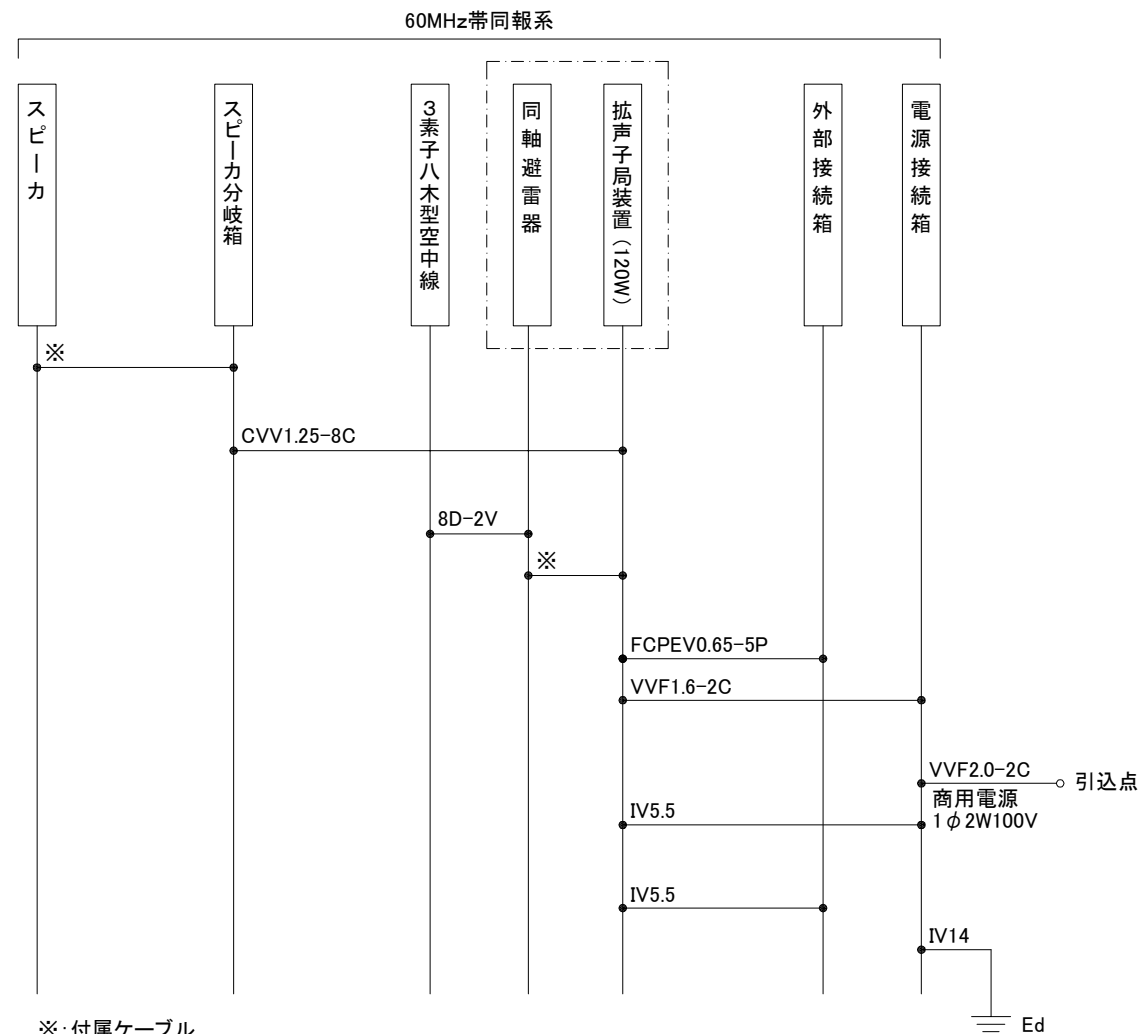 60MHz帯同報系
スピーカ
スピーカ分岐箱
3素子八木型空中線
同軸避雷器
拡声子局装置(120W)
外部接続箱
電源接続箱
※
CVV1.25-8C
8D-2V
※
FCPEV0.65-5P
VVF1.6-2C
VVF2.0-2C
引込点
商用電源
1φ2W100V
IV5.5
IV5.5
IV14
Ed
※:付属ケーブル